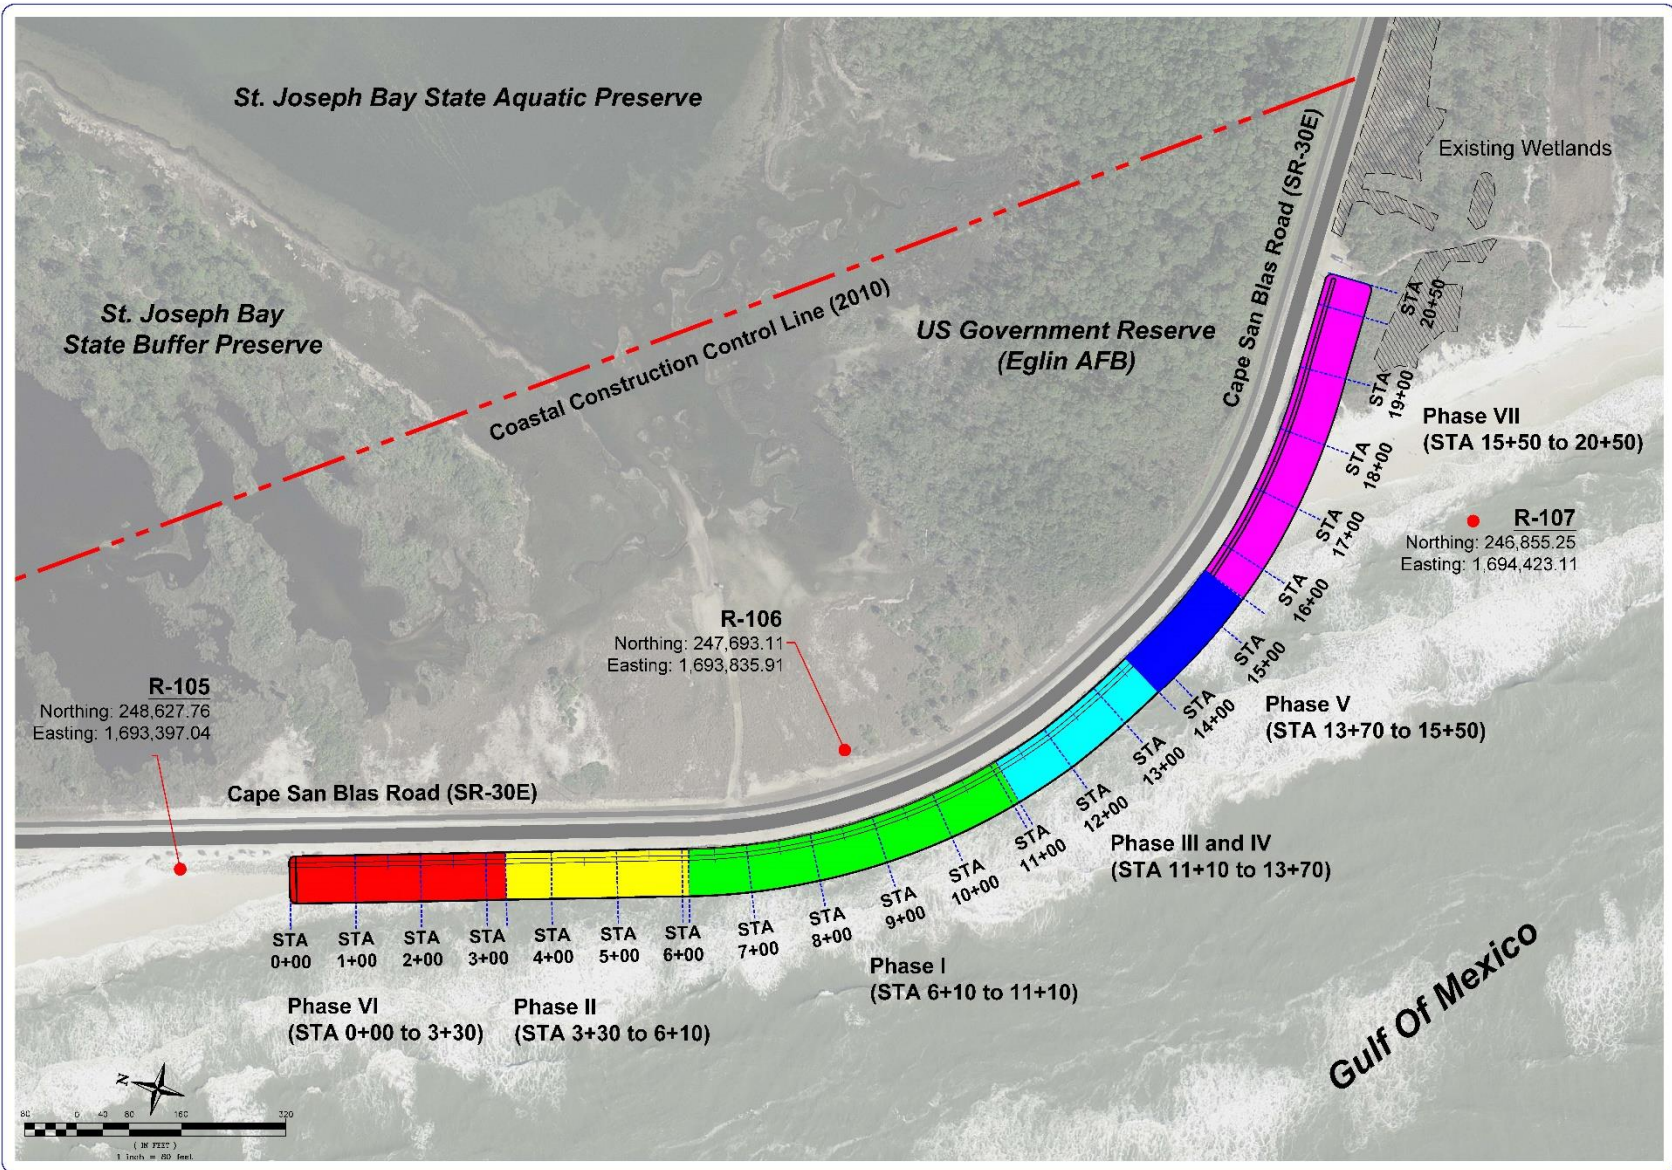 St. Joseph Bay State Aquatic Preserve
Existing Wetlands
Cape San Blas Road (SR-30E)
St. Joseph Bay
State Buffer Preserve
Coastal Construction Control Line (2010)
US Government Reserve
(Eglin AFB)
STA
20+50
STA
19+00
Phase VII
(STA 15+50 to 20+50)
STA
18+00
STA
17+00
R-107
Northing: 246,855.25
Easting: 1,694,423.11
STA
16+00
STA
15+00
R-106
Northing: 247,693.11
Easting: 1,693,835.91
R-105
Northing: 248,627.76
Easting: 1,693,397.04
STA
14+00
Phase V
(STA 13+70 to 15+50)
STA
13+00
Cape San Blas Road (SR-30E)
STA
12+00
STA
11+00
Phase III and IV
(STA 11+10 to 13+70)
STA
10+00
STA
9+00
STA
8+00
STA
7+00
STA
6+00
STA
5+00
STA
4+00
STA
3+00
STA
2+00
STA
1+00
STA
0+00
Phase I
(STA 6+10 to 11+10)
Phase VI
(STA 0+00 to 3+30)
Phase II
(STA 3+30 to 6+10)
Gulf Of Mexico
N
80 0 40 80 160 320
( IN FEET )
1 inch = 80 feet